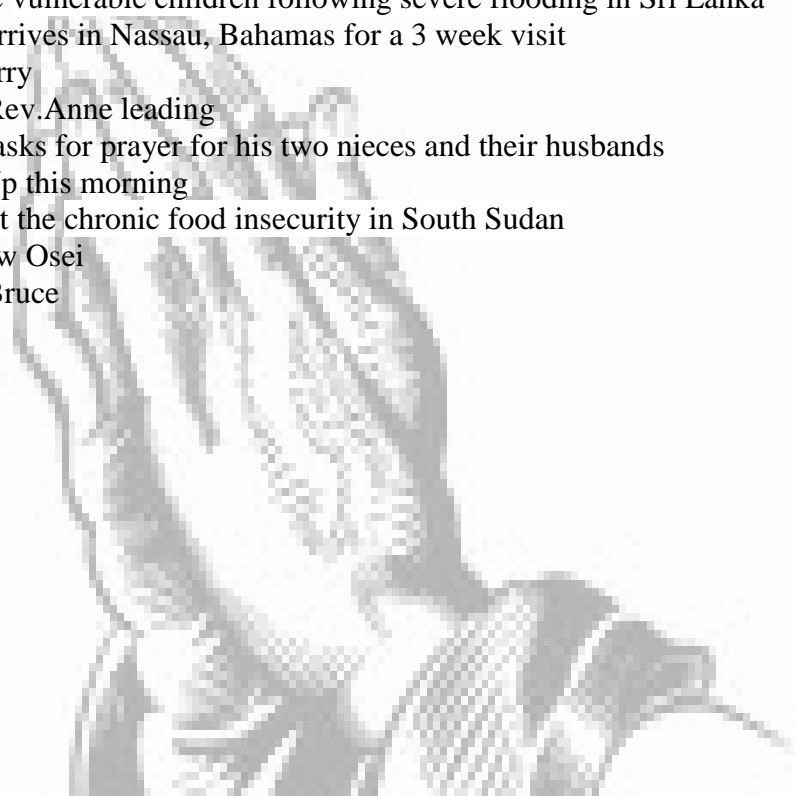 vulnerable children following severe flooding in Sri Lanka
rrives in Nassau, Bahamas for a 3 week visit
rry
Rev.Anne leading
asks for prayer for his two nieces and their husbands
p this morning
t the chronic food insecurity in South Sudan
w Osei
Bruce